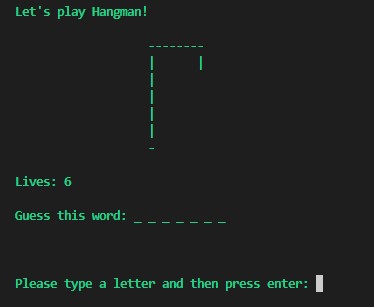 Let's play Hangman!
--------
|      |
|
|
|
|
-
Lives: 6
Guess this word: _ _ _ _ _ _ _
Please type a letter and then press enter: